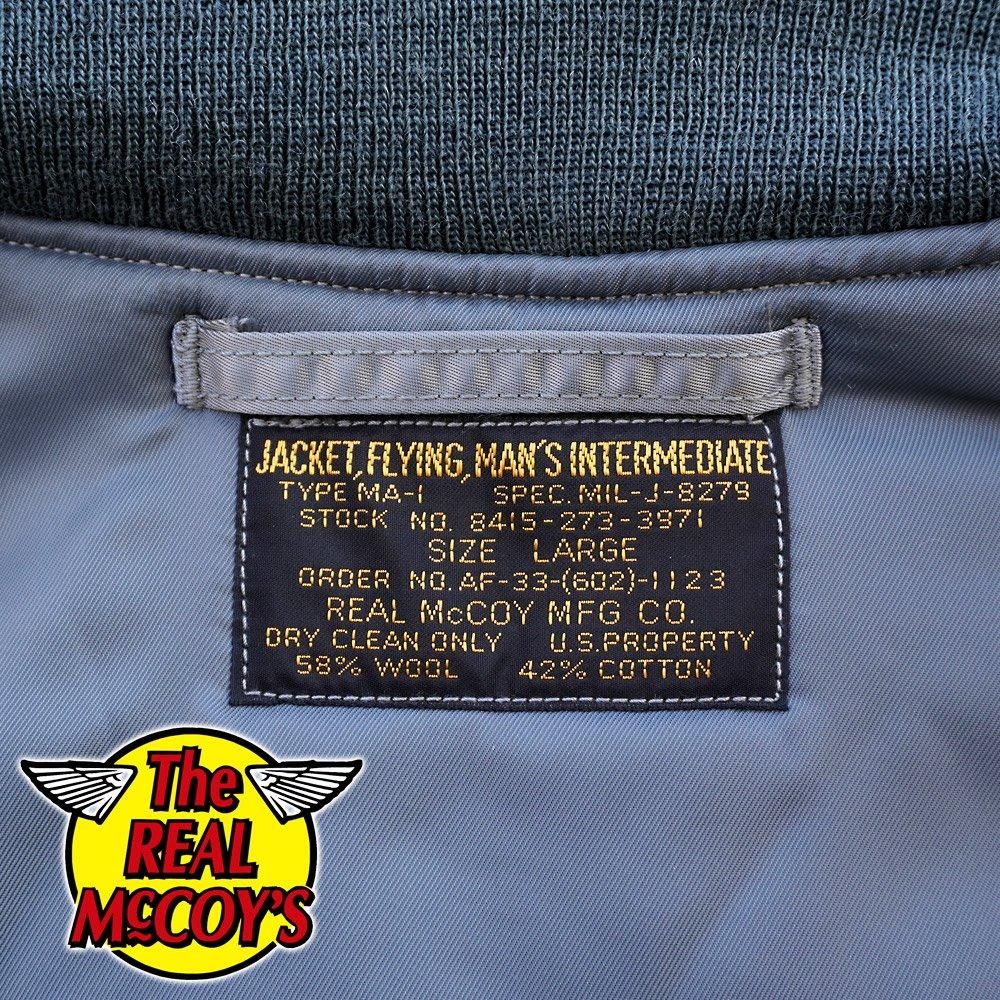 JACKET, FLYING, MAN'S INTERMEDIATE
TYPE MA-1 SPEC. MIL-J-8279
STOCK NO. 8415-273-3971
SIZE LARGE
ORDER NO. AF-33-(602)-1123
REAL McCOY MFG CO.
DRY CLEAN ONLY U.S. PROPERTY
58% WOOL 42% COTTON
The
REAL
McCOY'S